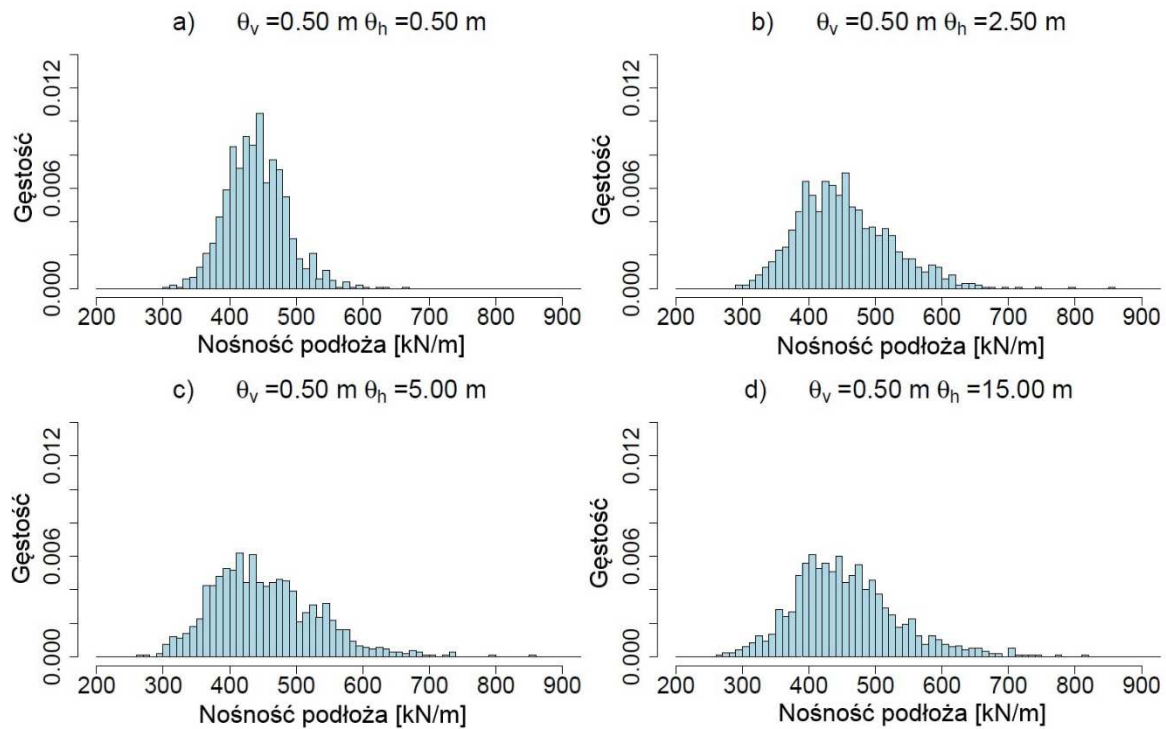 a) θv =0.50 m θh =0.50 m
Gęstość
0.000 0.006 0.012
200 300 400 500 600 700 800 900
Nośność podłoża [kN/m]
b) θv =0.50 m θh =2.50 m
Gęstość
0.000 0.006 0.012
200 300 400 500 600 700 800 900
Nośność podłoża [kN/m]
c) θv =0.50 m θh =5.00 m
Gęstość
0.000 0.006 0.012
200 300 400 500 600 700 800 900
Nośność podłoża [kN/m]
d) θv =0.50 m θh =15.00 m
Gęstość
0.000 0.006 0.012
200 300 400 500 600 700 800 900
Nośność podłoża [kN/m]